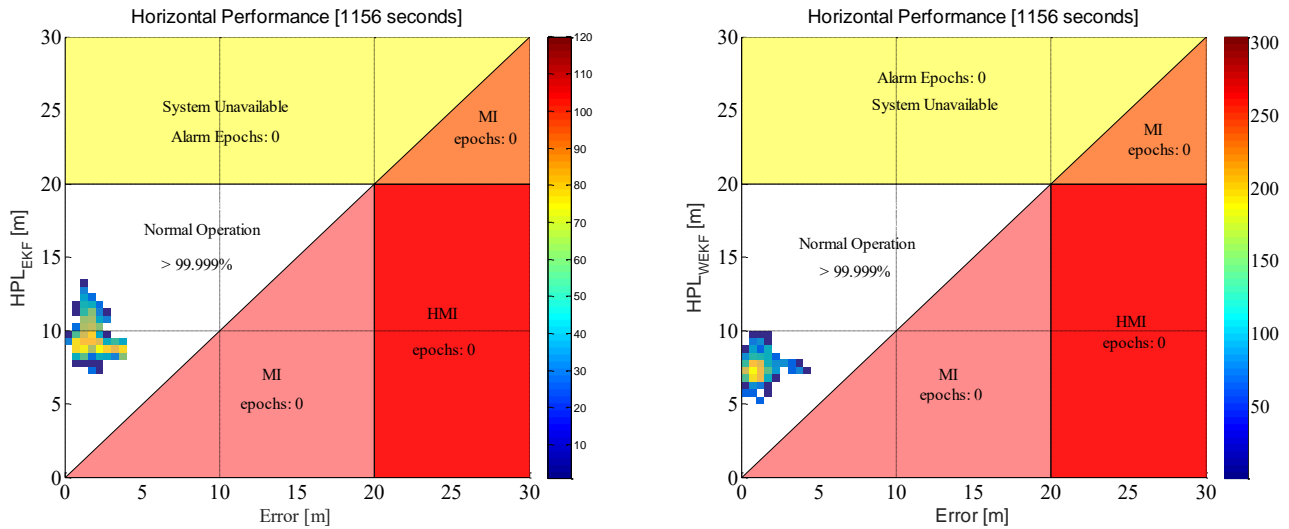 Horizontal Performance [1156 seconds]
30
25
20
15
10
5
0
HPL_EKF [m]
System Unavailable
Alarm Epochs: 0
MI
epochs: 0
Normal Operation
> 99.999%
HMI
epochs: 0
MI
epochs: 0
0 5 10 15 20 25 30
Error [m]
120
110
100
90
80
70
60
50
40
30
20
10
Horizontal Performance [1156 seconds]
30
25
20
15
10
5
0
HPL_WEKF [m]
Alarm Epochs: 0
System Unavailable
MI
epochs: 0
Normal Operation
> 99.999%
HMI
epochs: 0
MI
epochs: 0
0 5 10 15 20 25 30
Error [m]
300
250
200
150
100
50